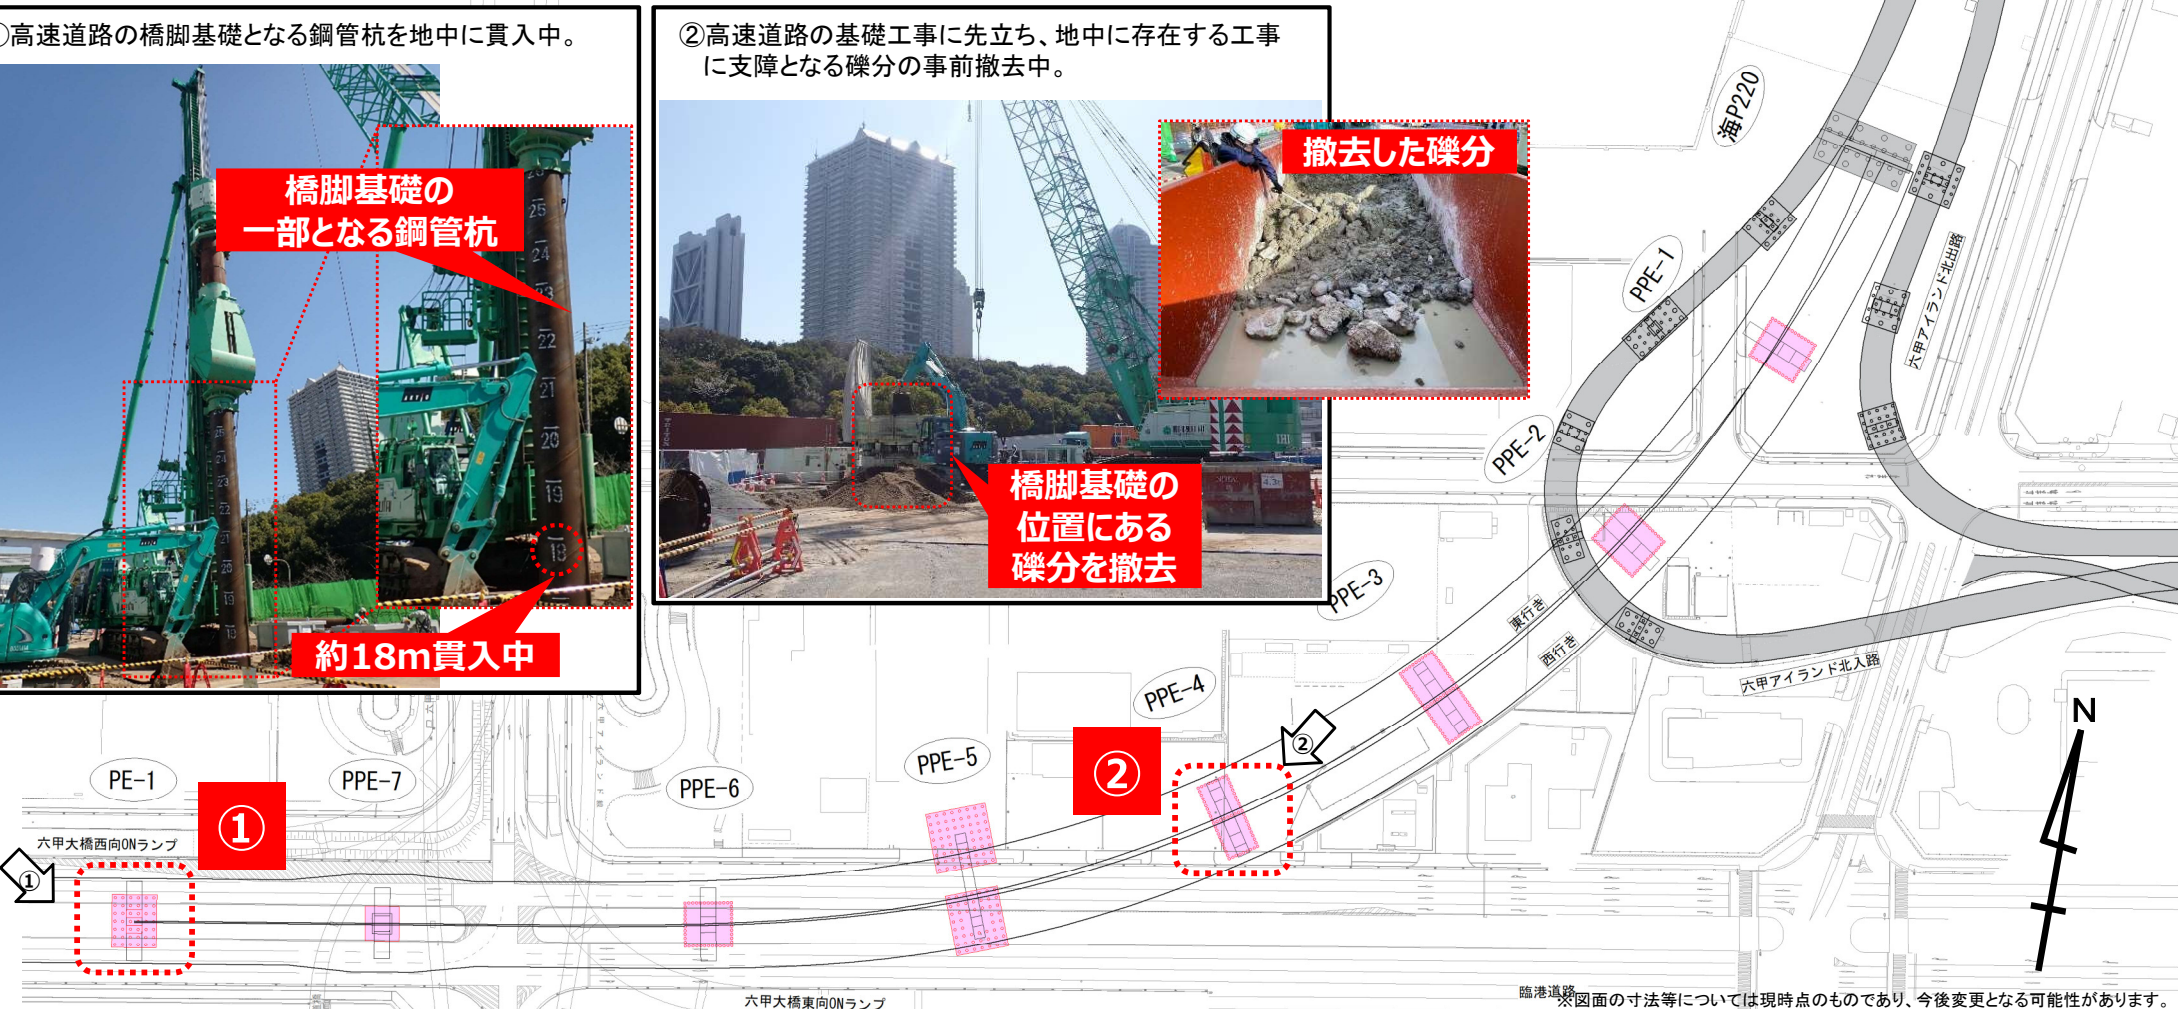 ①高速道路の橋脚基礎となる鋼管杭を地中に貫入中。
橋脚基礎の
一部となる鋼管杭
25
24
23
22
21
20
19
18
約18m貫入中
②高速道路の基礎工事に先立ち、地中に存在する工事
に支障となる礫分の事前撤去中。
撤去した礫分
橋脚基礎の
位置にある
礫分を撤去
IHI
海P220
PPE-1
六甲アイランド北出路
PPE-2
PPE-3
東行き
西行き
六甲アイランド北入路
PPE-4
②
②
PPE-5
PPE-6
PPE-7
PE-1
①
六甲大橋西向ONランプ
①
N
六甲大橋東向ONランプ
臨港道路
※図面の寸法等については現時点のものであり、今後変更となる可能性があります。